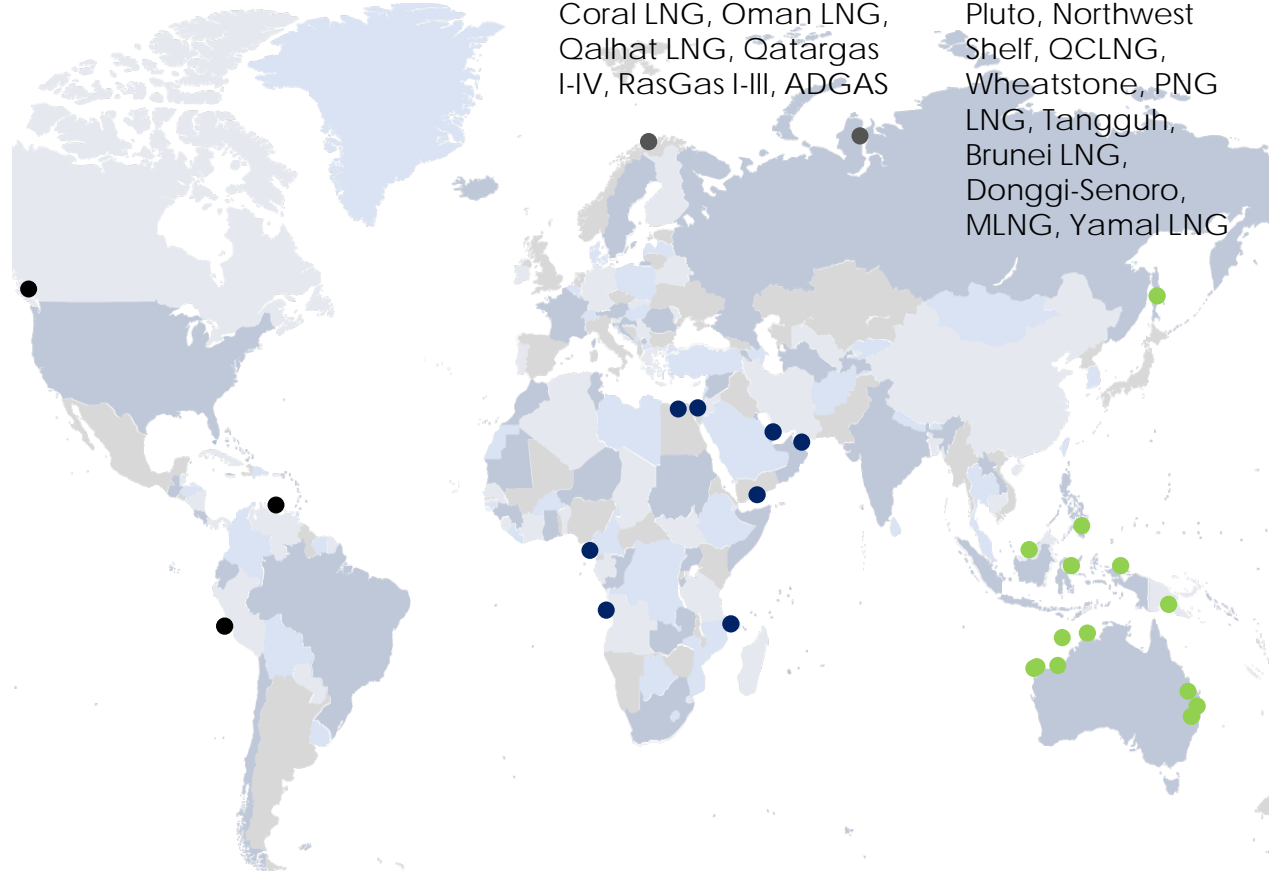 Coral LNG, Oman LNG,
Qalhat LNG, Qatargas
I-IV, RasGas I-III, ADGAS
Pluto, Northwest
Shelf, QCLNG,
Wheatstone, PNG
LNG, Tangguh,
Brunei LNG,
Donggi-Senoro,
MLNG, Yamal LNG